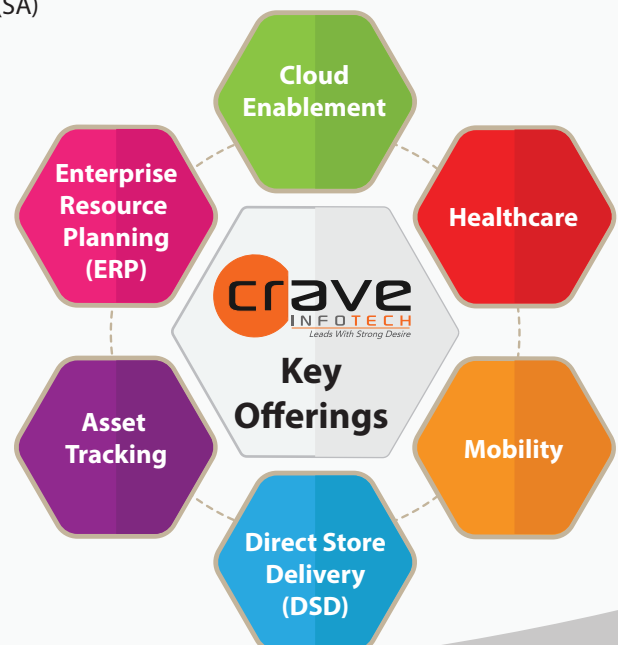 (SA)
Cloud
Enablement
Enterprise
Resource
Planning
(ERP)
Healthcare
crave
INFOTECH
Leads With Strong Desire
Key
Offerings
Asset
Tracking
Mobility
Direct Store
Delivery
(DSD)